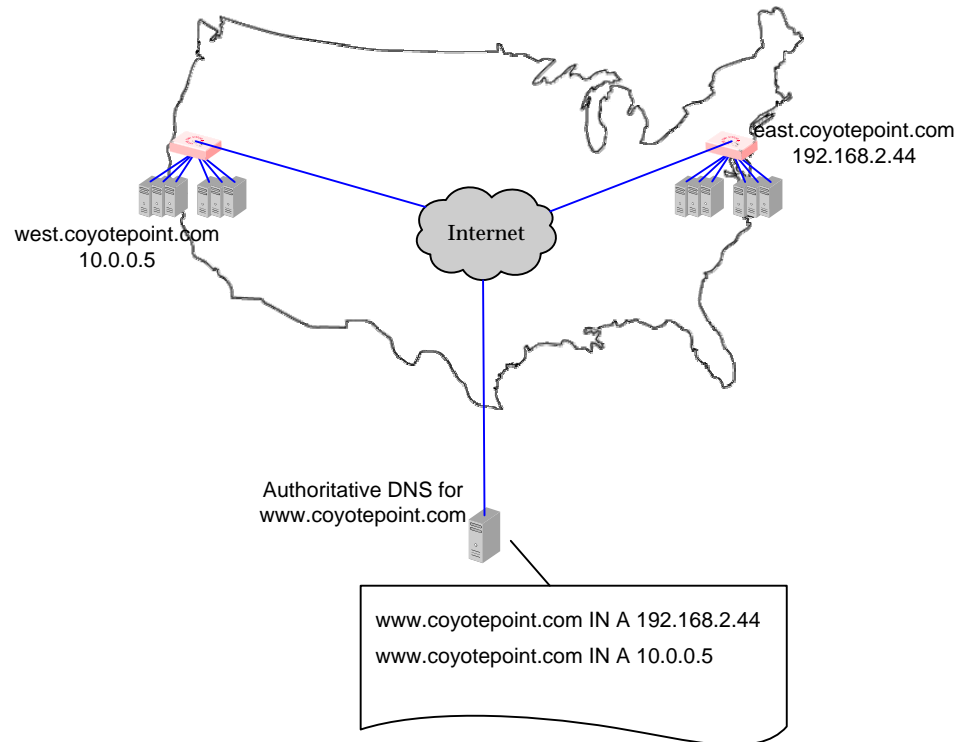 east.coyotepoint.com
192.168.2.44
west.coyotepoint.com
10.0.0.5
Internet
Authoritative DNS for
www.coyotepoint.com
www.coyotepoint.com IN A 192.168.2.44
www.coyotepoint.com IN A 10.0.0.5